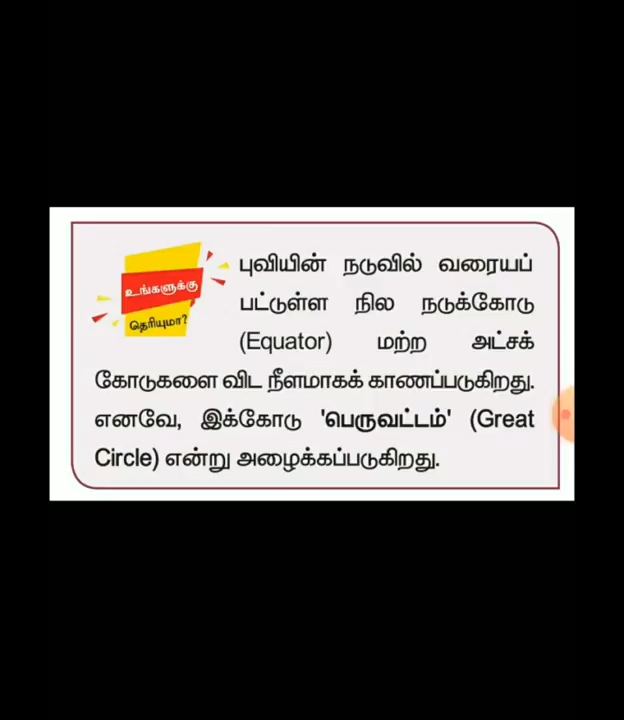 உங்களுக்கு
தெரியுமா?
புவியின் நடுவில் வரையப்
பட்டுள்ள நில நடுக்கோடு
(Equator) மற்ற அட்சக்
கோடுகளை விட நீளமாகக் காணப்படுகிறது.
எனவே, இக்கோடு 'பெருவட்டம்' (Great
Circle) என்று அழைக்கப்படுகிறது.